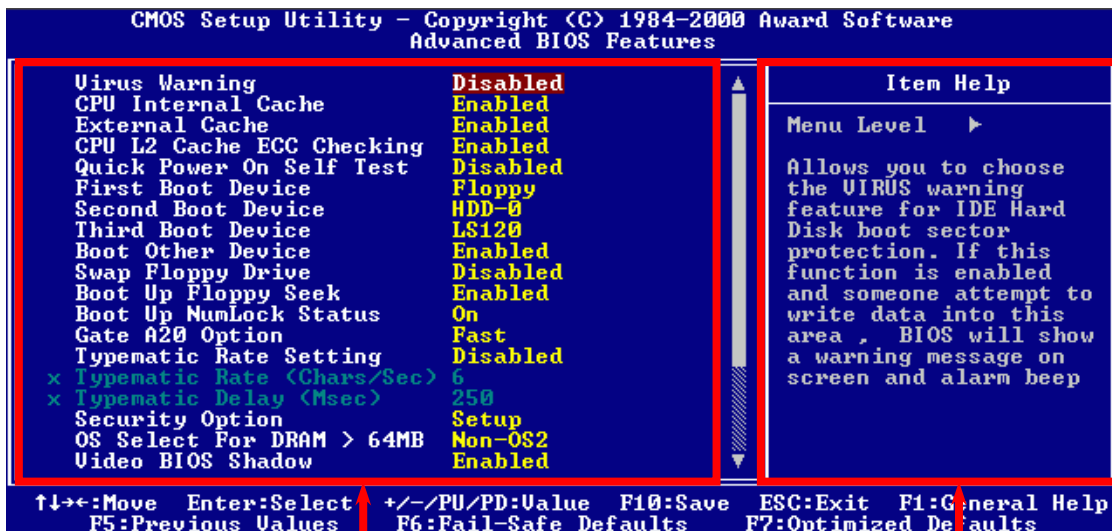 CMOS Setup Utility – Copyright (C) 1984-2000 Award Software
Advanced BIOS Features
Virus Warning Disabled
CPU Internal Cache Enabled
External Cache Enabled
CPU L2 Cache ECC Checking Enabled
Quick Power On Self Test Disabled
First Boot Device Floppy
Second Boot Device HDD-0
Third Boot Device LS120
Boot Other Device Enabled
Swap Floppy Drive Disabled
Boot Up Floppy Seek Enabled
Boot Up NumLock Status On
Gate A20 Option Fast
Typematic Rate Setting Disabled
x Typematic Rate (Chars/Sec) 6
x Typematic Delay (Msec) 250
Security Option Setup
OS Select For DRAM > 64MB Non-OS2
Video BIOS Shadow Enabled
Item Help
Menu Level ►
Allows you to choose
the VIRUS warning
feature for IDE Hard
Disk boot sector
protection. If this
function is enabled
and someone attempt to
write data into this
area , BIOS will show
a warning message on
screen and alarm beep
↑↓→←:Move Enter:Select +/-/PU/PD:Value F10:Save ESC:Exit F1:General Help
F5:Previous Values F6:Fail-Safe Defaults F7:Optimized Defaults